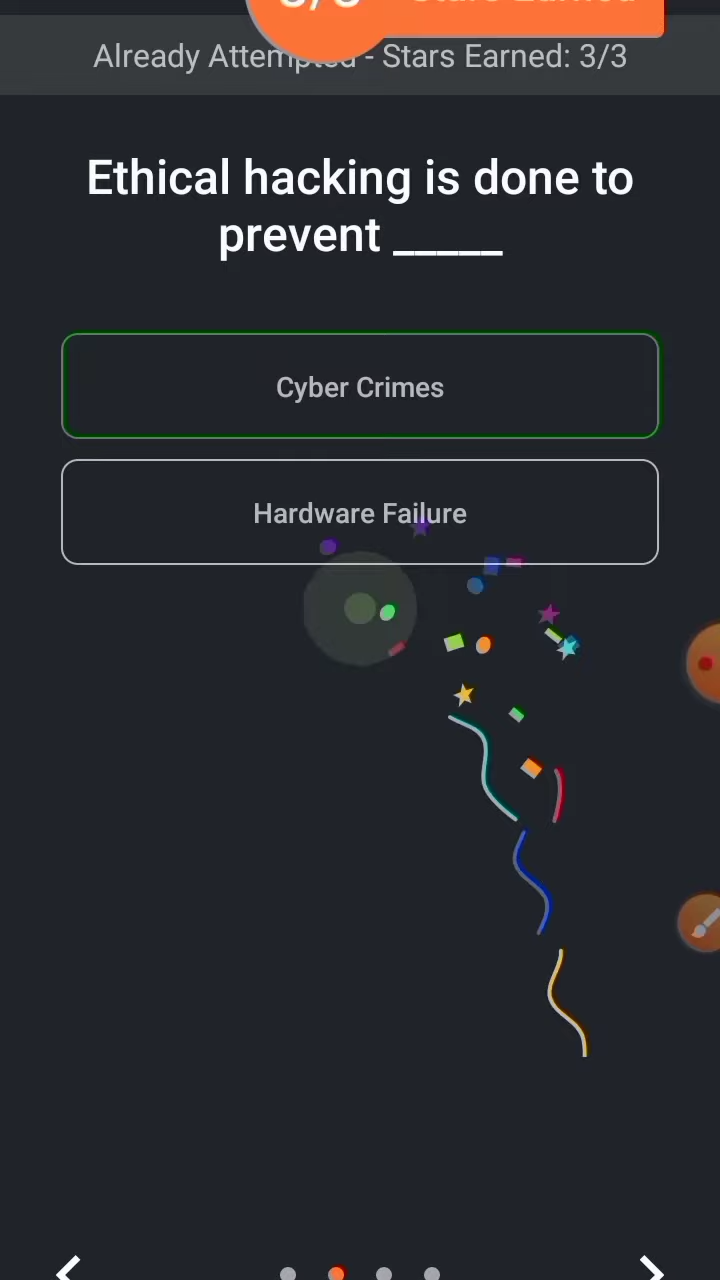 Already Attempted - Stars Earned: 3/3
Ethical hacking is done to
prevent _____
Cyber Crimes
Hardware Failure